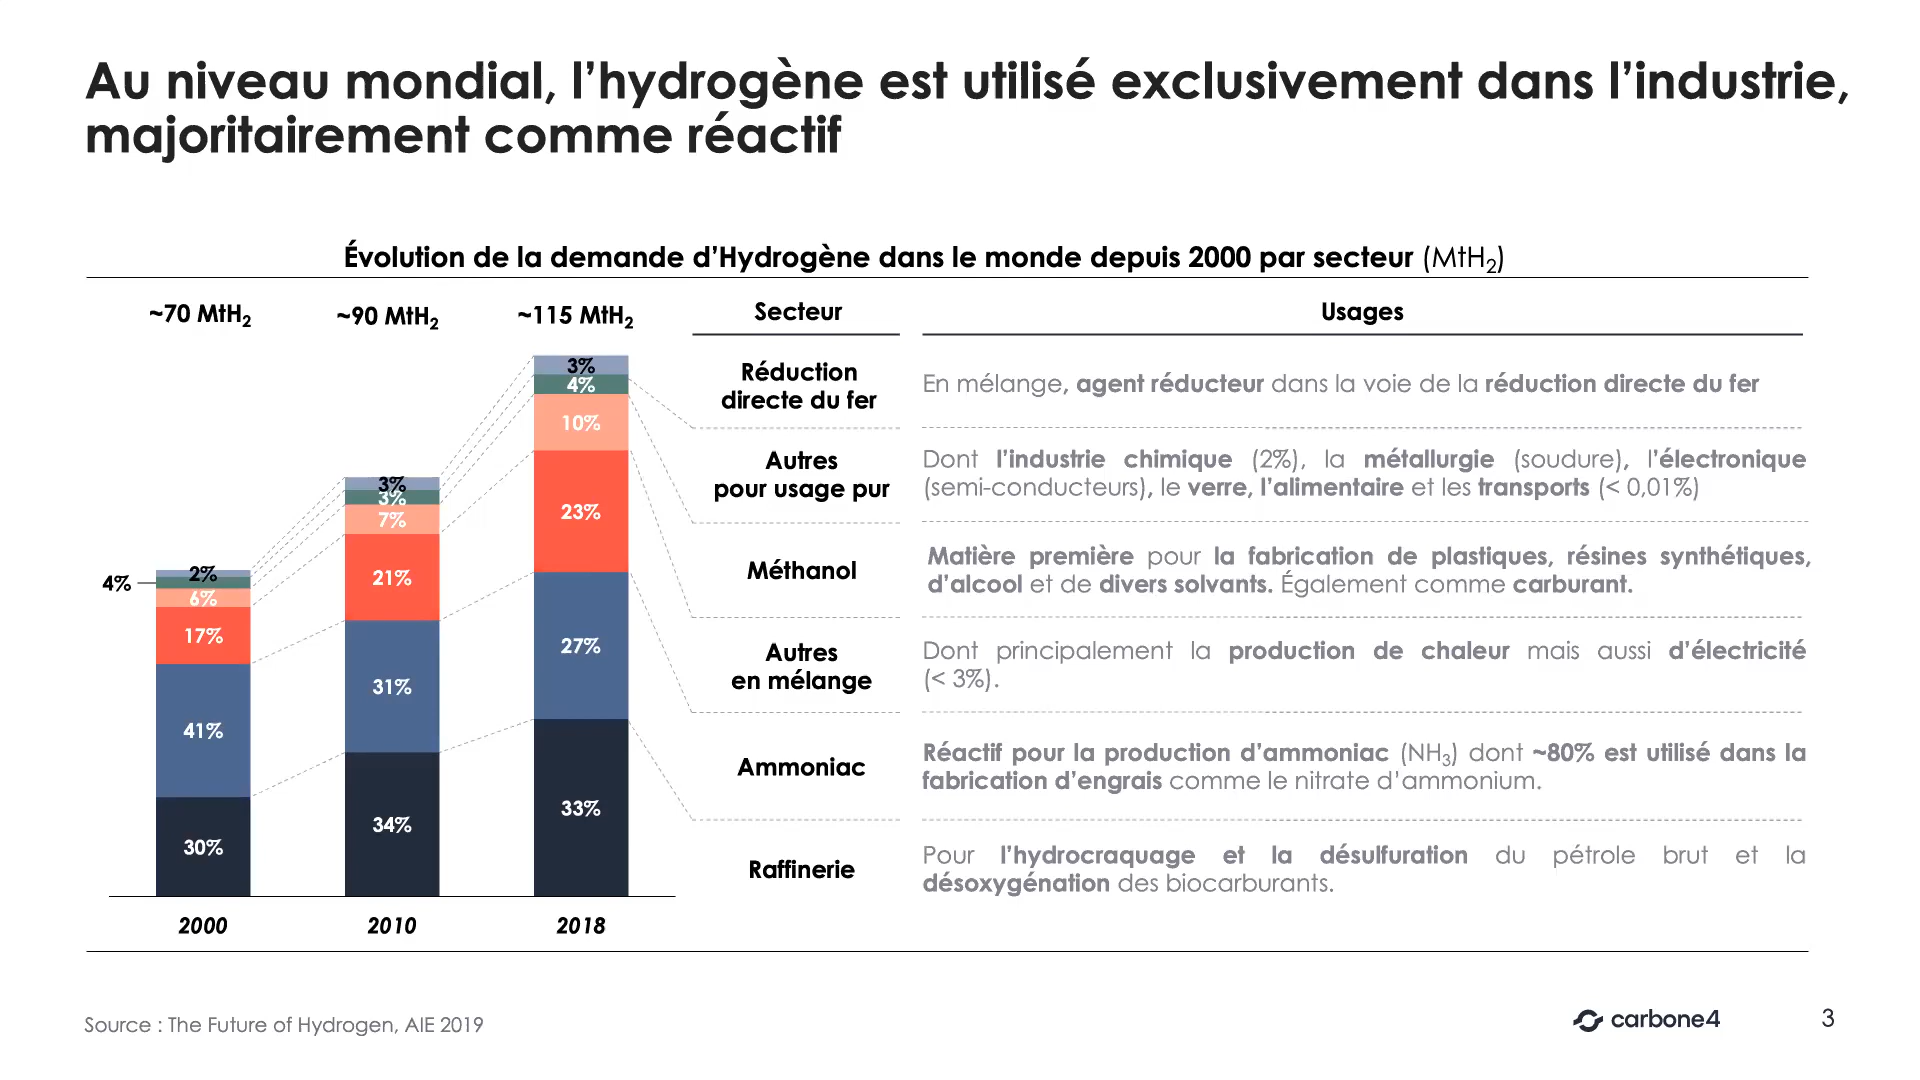 Au niveau mondial, l’hydrogène est utilisé exclusivement dans l’industrie,
majoritairement comme réactif
Évolution de la demande d’Hydrogène dans le monde depuis 2000 par secteur (MtH₂)
~70 MtH₂
~90 MtH₂
~115 MtH₂
4%
2%
6%
17%
41%
30%
2000
3%
3%
7%
21%
31%
34%
2010
3%
4%
10%
23%
27%
33%
2018
Secteur
Usages
Réduction
directe du fer
En mélange, agent réducteur dans la voie de la réduction directe du fer
Autres
pour usage pur
Dont l’industrie chimique (2%), la métallurgie (soudure), l’électronique
(semi-conducteurs), le verre, l’alimentaire et les transports (< 0,01%)
Méthanol
Matière première pour la fabrication de plastiques, résines synthétiques,
d’alcool et de divers solvants. Également comme carburant.
Autres
en mélange
Dont principalement la production de chaleur mais aussi d’électricité
(< 3%).
Ammoniac
Réactif pour la production d’ammoniac (NH₃) dont ~80% est utilisé dans la
fabrication d’engrais comme le nitrate d’ammonium.
Raffinerie
Pour l’hydrocraquage et la désulfuration du pétrole brut et la
désoxygénation des biocarburants.
Source : The Future of Hydrogen, AIE 2019
carbone4
3